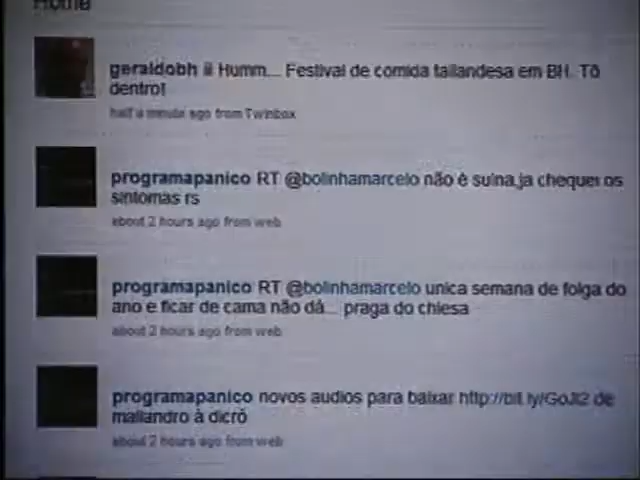 Home
geraldobh Humm... Festival de comida tailandesa em BH. Tô
dentro!
half a minute ago from Twinbox
programapanico RT @bolinhamarcelo não é suina,ja chequei os
sintomas rs
about 2 hours ago from web
programapanico RT @bolinhamarcelo unica semana de folga do
ano e ficar de cama não dá... praga do chiesa
about 2 hours ago from web
programapanico novos audios para baixar de
mallandro à dicró
about 2 hours ago from web